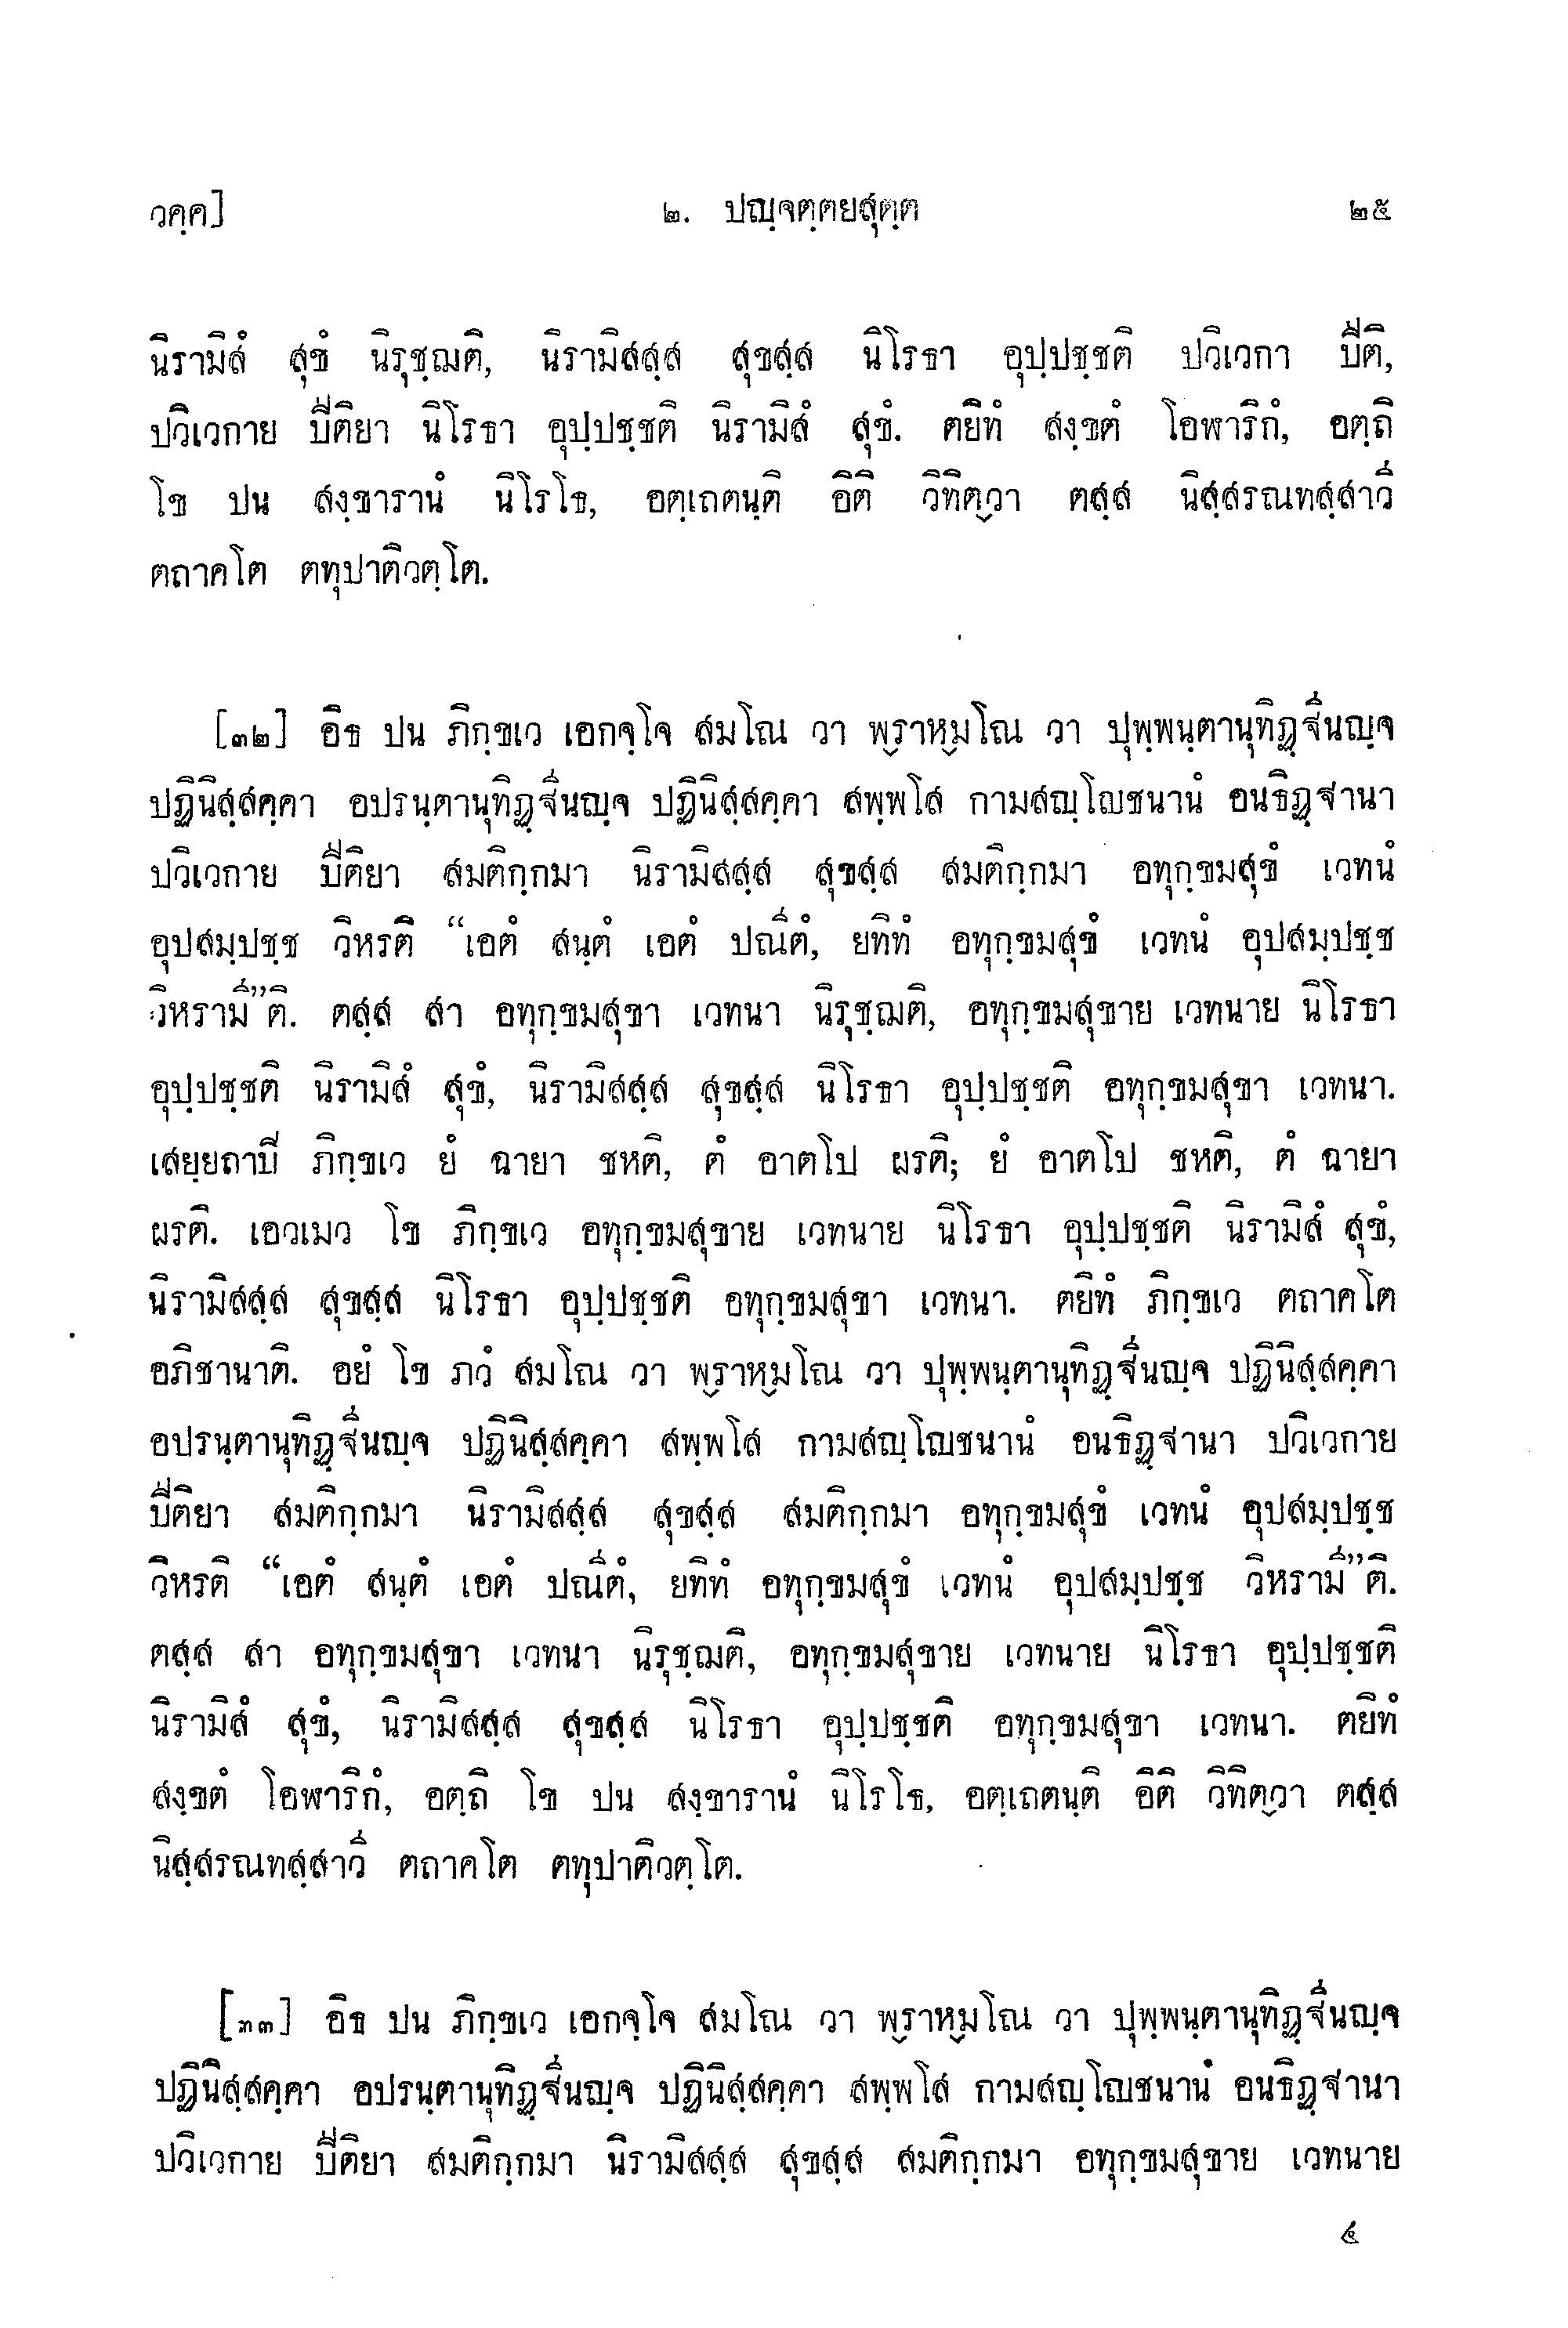 วคฺค]
๒. ปญฺจตฺตยสุตฺต
๒๕
นิรามิสํ สุขํ นิรุชฺฌติ, นิรามิสสฺส สุขสฺส นิโรธา อุปฺปชฺชติ ปวิเวกา ปีติ,
ปวิเวกาย ปีติยา นิโรธา อุปฺปชฺชติ นิรามิสํ สุขํ. ตยิทํ สงฺขตํ โอฬาริกํ, อตฺถิ
โข ปน สงฺขารานํ นิโรโธ, อตฺเถตนฺติ อิติ วิทิตฺวา ตสฺส นิสฺสรณทสฺสาวี
ตถาคโต ตทุปาติวตฺโต.
[๓๒] อิธ ปน ภิกฺขเว เอกจฺโจ สมโณ วา พฺราหฺมโณ วา ปุพฺพนฺตานุทิฏฺฐีนญฺจ
ปฏินิสฺสคฺคา อปรนฺตานุทิฏฺฐีนญฺจ ปฏินิสฺสคฺคา สพฺพโส กามสญฺโญชนานํ อนธิฏฺฐานา
ปวิเวกาย ปีติยา สมติกฺกมา นิรามิสสฺส สุขสฺส สมติกฺกมา อทุกฺขมสุขํ เวทนํ
อุปสมฺปชฺช วิหรติ “เอตํ สนฺตํ เอตํ ปณีตํ, ยทิทํ อทุกฺขมสุขํ เวทนํ อุปสมฺปชฺช
วิหรามี”ติ. ตสฺส สา อทุกฺขมสุขา เวทนา นิรุชฺฌติ, อทุกฺขมสุขาย เวทนาย นิโรธา
อุปฺปชฺชติ นิรามิสํ สุขํ, นิรามิสสฺส สุขสฺส นิโรธา อุปฺปชฺชติ อทุกฺขมสุขา เวทนา.
เสยฺยถาปี ภิกฺขเว ยํ ฉายา ชหติ, ตํ อาตโป ผรติ; ยํ อาตโป ชหติ, ตํ ฉายา
ผรติ. เอวเมว โข ภิกฺขเว อทุกฺขมสุขาย เวทนาย นิโรธา อุปฺปชฺชติ นิรามิสํ สุขํ,
นิรามิสสฺส สุขสฺส นิโรธา อุปฺปชฺชติ อทุกฺขมสุขา เวทนา. ตยิทํ ภิกฺขเว ตถาคโต
อภิชานาติ. อยํ โข ภวํ สมโณ วา พฺราหฺมโณ วา ปุพฺพนฺตานุทิฏฺฐีนญฺจ ปฏินิสฺสคฺคา
อปรนฺตานุทิฏฺฐีนญฺจ ปฏินิสฺสคฺคา สพฺพโส กามสญฺโญชนานํ อนธิฏฺฐานา ปวิเวกาย
ปีติยา สมติกฺกมา นิรามิสสฺส สุขสฺส สมติกฺกมา อทุกฺขมสุขํ เวทนํ อุปสมฺปชฺช
วิหรติ “เอตํ สนฺตํ เอตํ ปณีตํ, ยทิทํ อทุกฺขมสุขํ เวทนํ อุปสมฺปชฺช วิหรามี”ติ.
ตสฺส สา อทุกฺขมสุขา เวทนา นิรุชฺฌติ, อทุกฺขมสุขาย เวทนาย นิโรธา อุปฺปชฺชติ
นิรามิสํ สุขํ, นิรามิสสฺส สุขสฺส นิโรธา อุปฺปชฺชติ อทุกฺขมสุขา เวทนา. ตยิทํ
สงฺขตํ โอฬาริกํ, อตฺถิ โข ปน สงฺขารานํ นิโรโธ, อตฺเถตนฺติ อิติ วิทิตฺวา ตสฺส
นิสฺสรณทสฺสาวี ตถาคโต ตทุปาติวตฺโต.
[๓๓] อิธ ปน ภิกฺขเว เอกจฺโจ สมโณ วา พฺราหฺมโณ วา ปุพฺพนฺตานุทิฏฺฐีนญฺจ
ปฏินิสฺสคฺคา อปรนฺตานุทิฏฺฐีนญฺจ ปฏินิสฺสคฺคา สพฺพโส กามสญฺโญชนานํ อนธิฏฺฐานา
ปวิเวกาย ปีติยา สมติกฺกมา นิรามิสสฺส สุขสฺส สมติกฺกมา อทุกฺขมสุขาย เวทนาย
๔